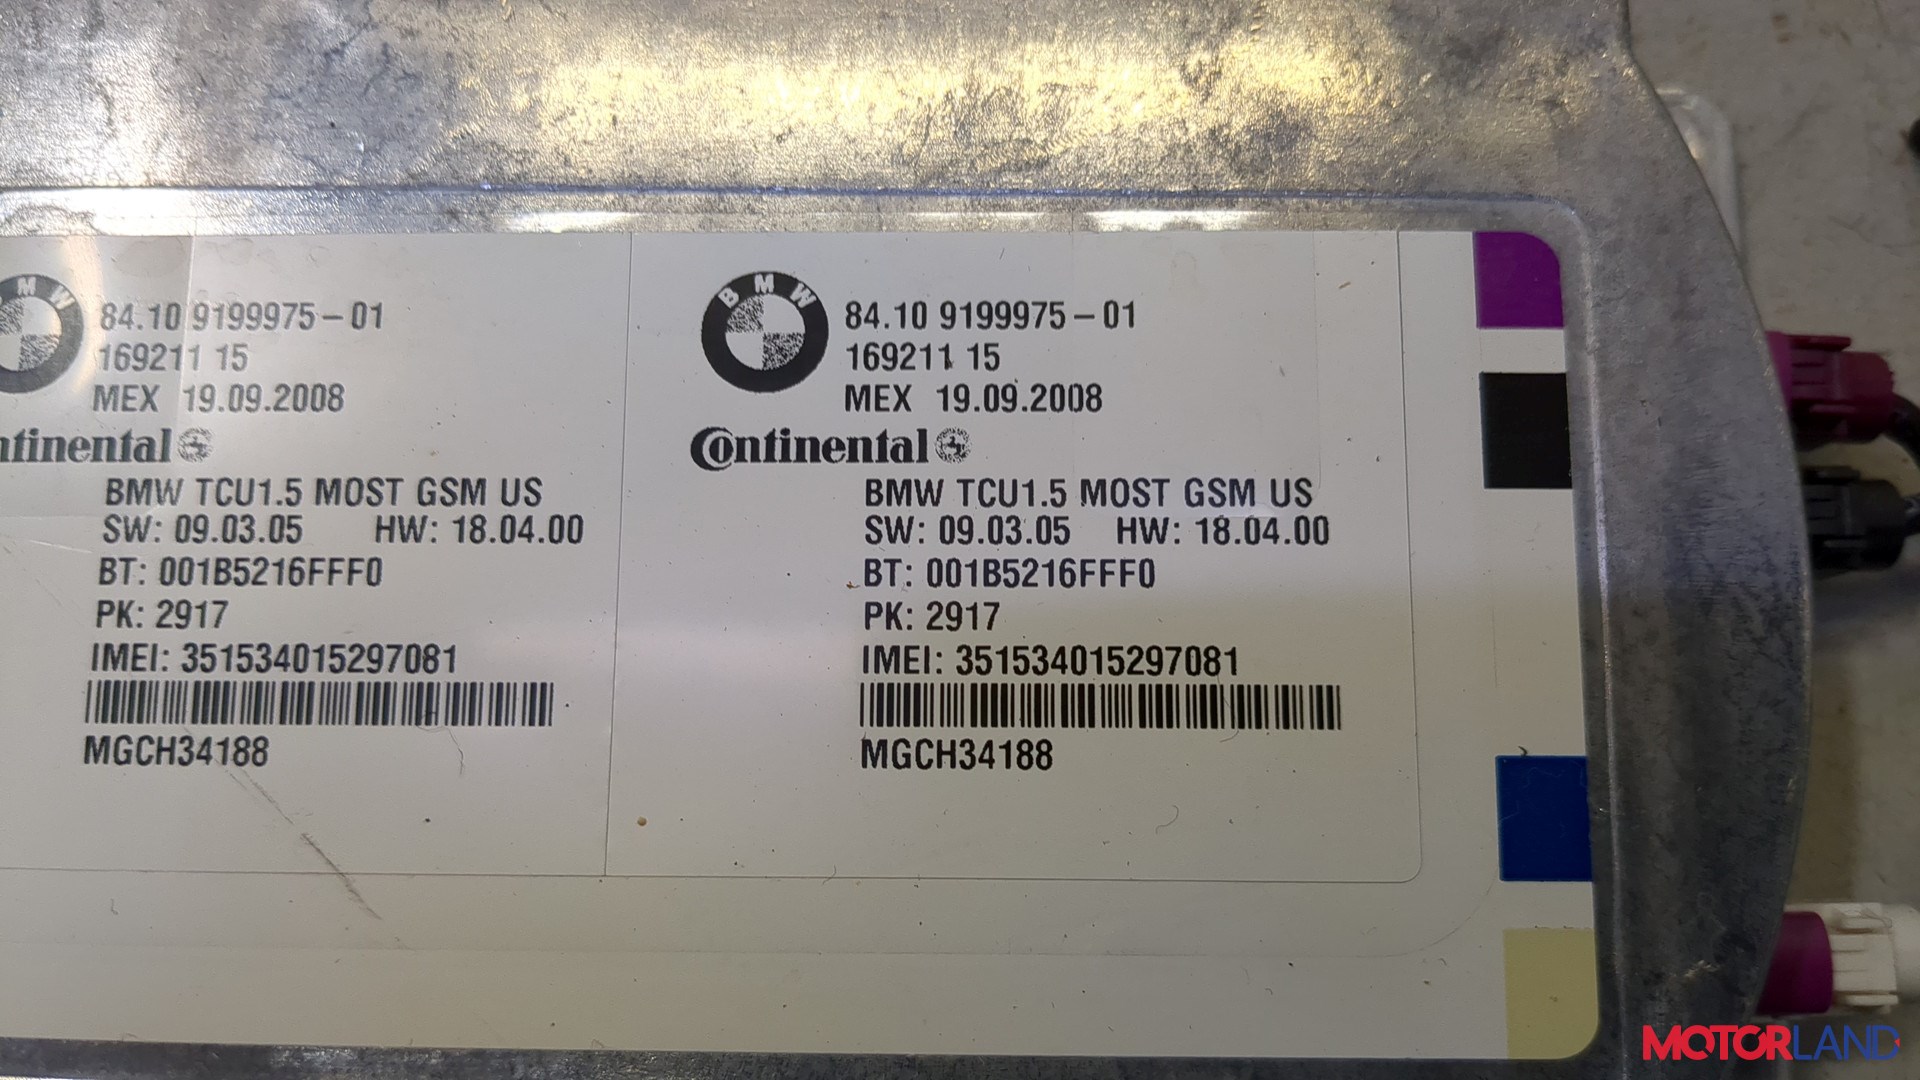 BMW
84.10 9199975-01
169211 15
MEX 19.09.2008
ntinental
BMW TCU1.5 MOST GSM US
SW: 09.03.05 HW: 18.04.00
BT: 001B5216FFF0
PK: 2917
IMEI: 351534015297081
MGCH34188
BMW
84.10 9199975-01
169211 15
MEX 19.09.2008
Continental
BMW TCU1.5 MOST GSM US
SW: 09.03.05 HW: 18.04.00
BT: 001B5216FFF0
PK: 2917
IMEI: 351534015297081
MGCH34188
MOTORLAND